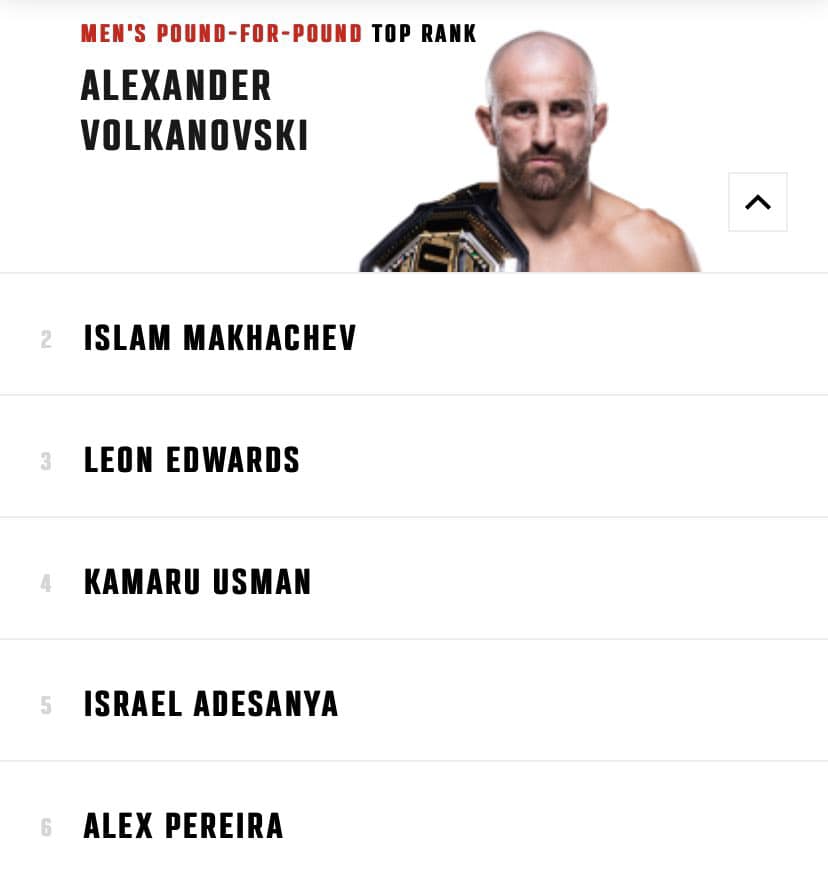 MEN'S POUND-FOR-POUND TOP RANK
ALEXANDER
VOLKANOVSKI
2 ISLAM MAKHACHEV
3 LEON EDWARDS
4 KAMARU USMAN
5 ISRAEL ADESANYA
6 ALEX PEREIRA